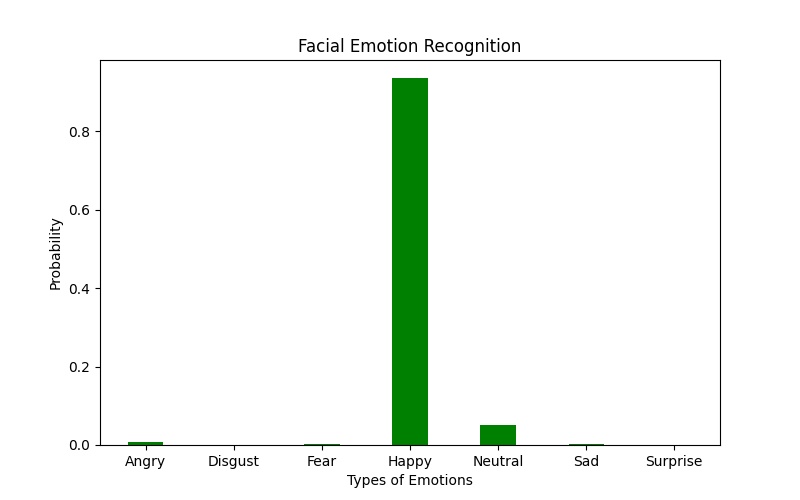 Facial Emotion Recognition
Probability
0.8
0.6
0.4
0.2
0.0
Angry Disgust Fear Happy Neutral Sad Surprise
Types of Emotions